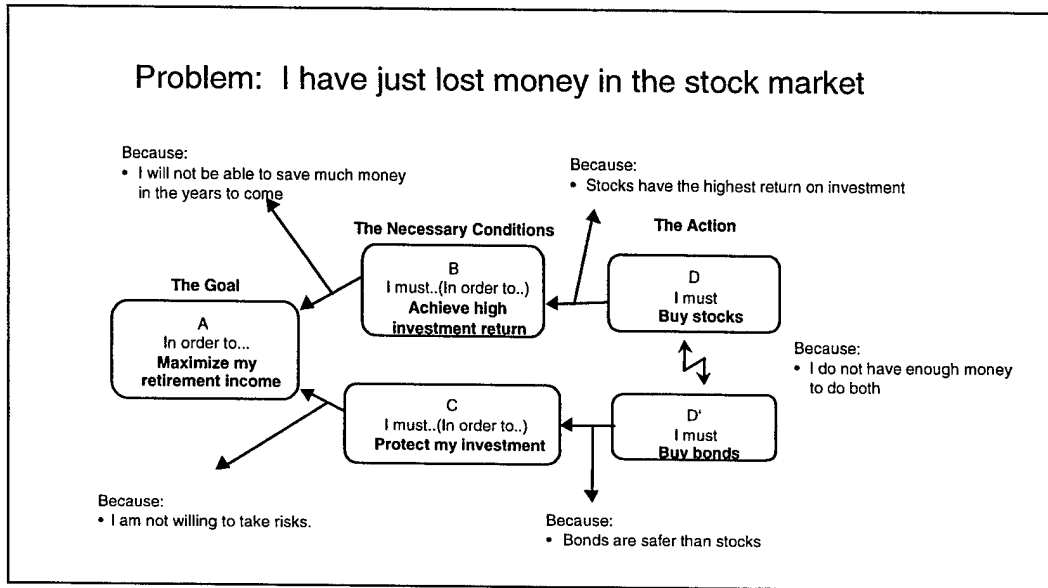 Problem: I have just lost money in the stock market
Because:
• I will not be able to save much money
in the years to come
Because:
• Stocks have the highest return on investment
The Necessary Conditions
The Action
The Goal
B
I must..(In order to..)
Achieve high
investment return
D
I must
Buy stocks
A
In order to...
Maximize my
retirement income
Because:
• I do not have enough money
to do both
C
I must..(In order to..)
Protect my investment
D'
I must
Buy bonds
Because:
• I am not willing to take risks.
Because:
• Bonds are safer than stocks